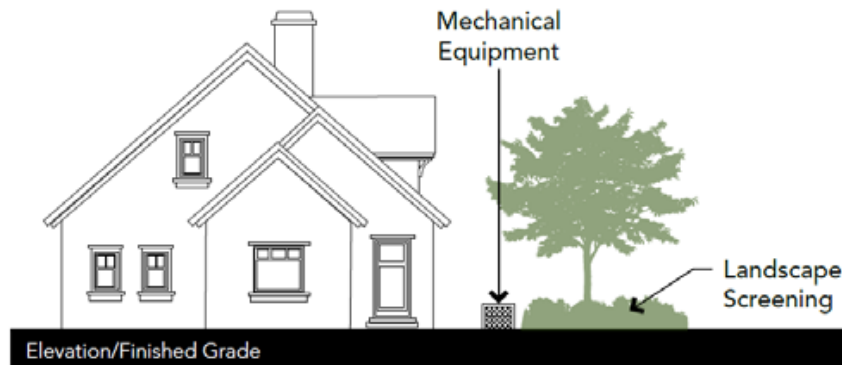 Mechanical
Equipment
Landscape
Screening
Elevation/Finished Grade